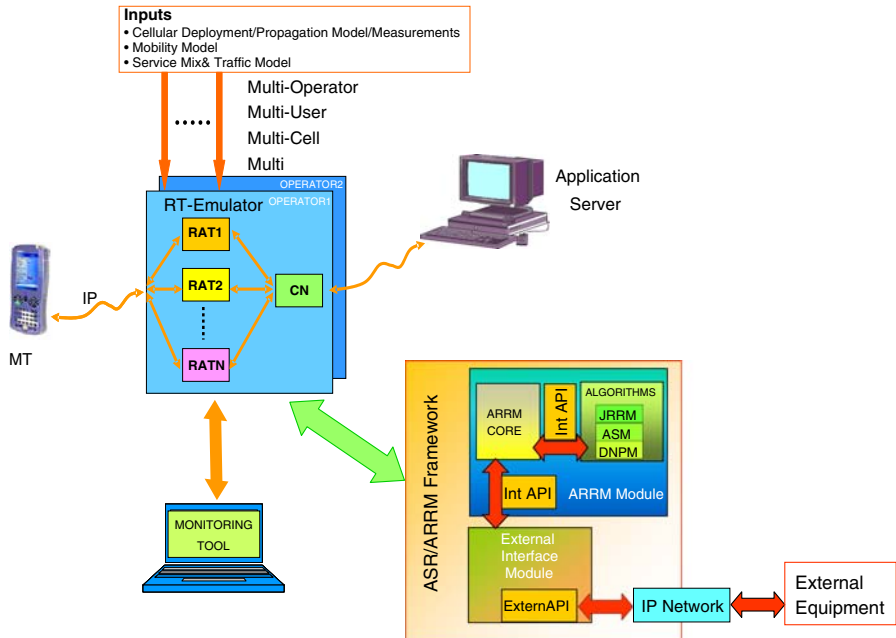 Inputs
• Cellular Deployment/Propagation Model/Measurements
• Mobility Model
• Service Mix& Traffic Model
Multi-Operator
Multi-User
Multi-Cell
Multi
OPERATOR2
OPERATOR1
RT-Emulator
RAT1
RAT2
RATN
CN
Application
Server
IP
MT
MONITORING
TOOL
ASR/ARRM Framework
ARRM
CORE
Int API
ALGORITHMS
JRRM
ASM
DNPM
Int API
ARRM Module
External
Interface
Module
ExternAPI
IP Network
External
Equipment